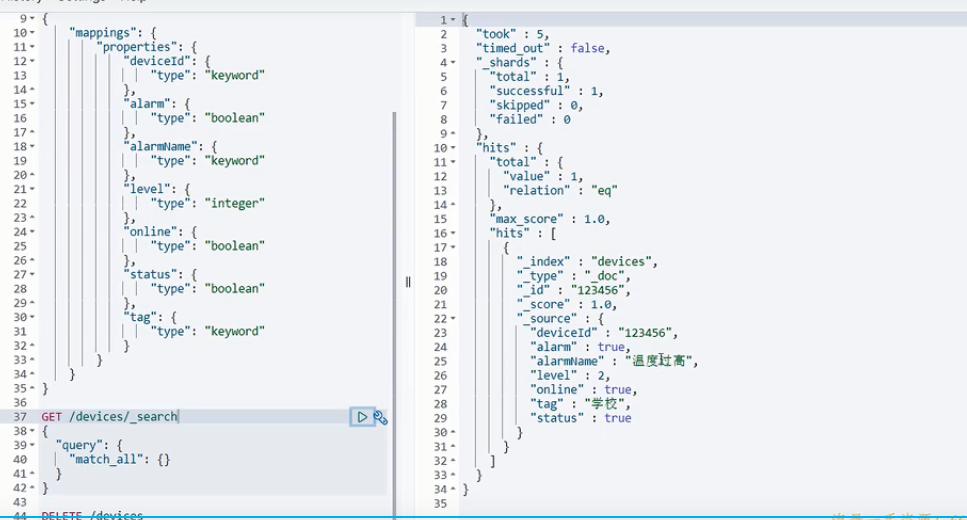 History Settings Help
9 {
10 "mappings": {
11 "properties": {
12 "deviceId": {
13 "type": "keyword"
14 },
15 "alarm": {
16 "type": "boolean"
17 },
18 "alarmName": {
19 "type": "keyword"
20 },
21 "level": {
22 "type": "integer"
23 },
24 "online": {
25 "type": "boolean"
26 },
27 "status": {
28 "type": "boolean"
29 },
30 "tag": {
31 "type": "keyword"
32 }
33 }
34 }
35 }
36
37 GET /devices/_search
38 {
39 "query": {
40 "match_all": {}
41 }
42 }
43
44 DELETE /devices
1 {
2 "took" : 5,
3 "timed_out" : false,
4 "_shards" : {
5 "total" : 1,
6 "successful" : 1,
7 "skipped" : 0,
8 "failed" : 0
9 },
10 "hits" : {
11 "total" : {
12 "value" : 1,
13 "relation" : "eq"
14 },
15 "max_score" : 1.0,
16 "hits" : [
17 {
18 "_index" : "devices",
19 "_type" : "_doc",
20 "_id" : "123456",
21 "_score" : 1.0,
22 "_source" : {
23 "deviceId" : "123456",
24 "alarm" : true,
25 "alarmName" : "温度过高",
26 "level" : 2,
27 "online" : true,
28 "tag" : "学校",
29 "status" : true
30 }
31 }
32 ]
33 }
34 }
35